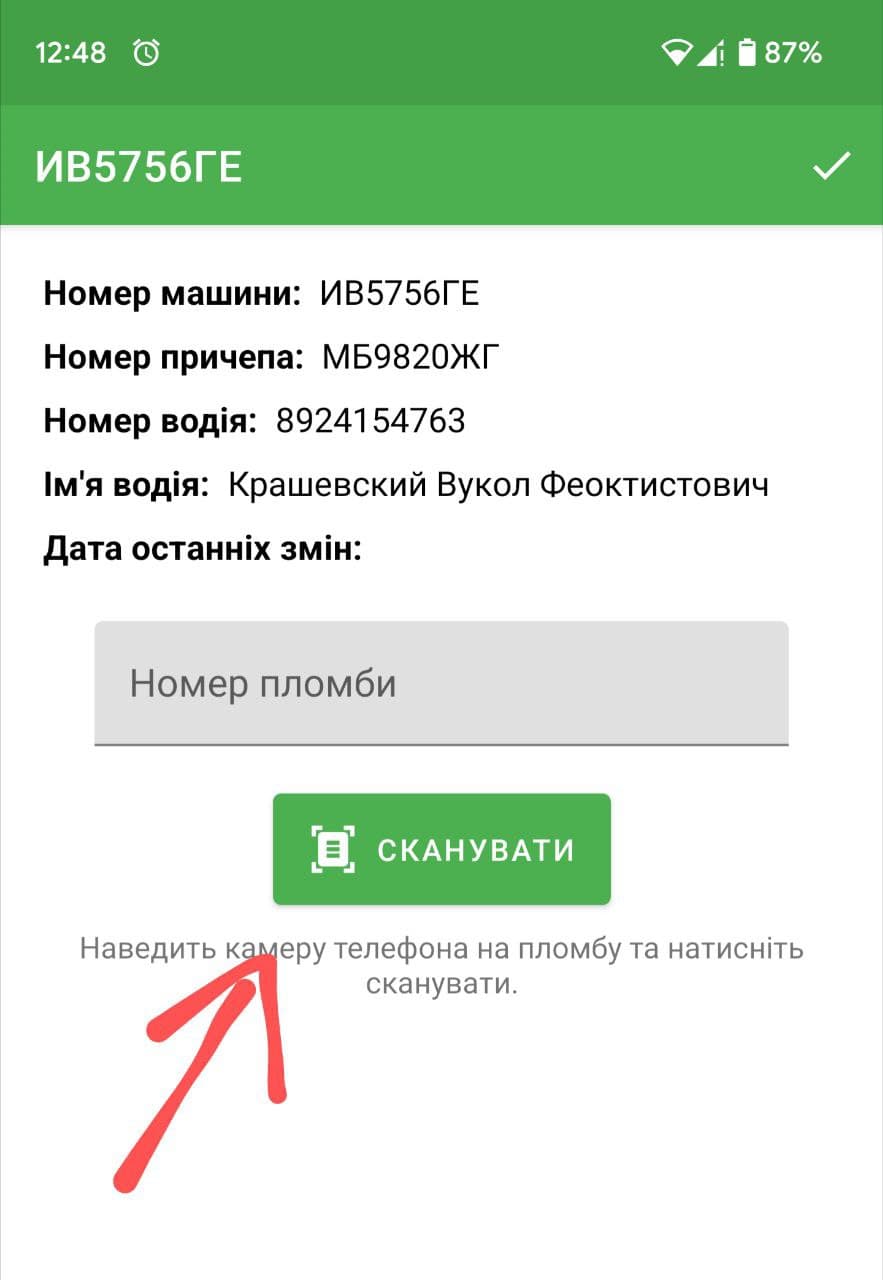 12:48
87%
ИВ5756ГЕ
Номер машини: ИВ5756ГЕ
Номер причепа: МБ9820ЖГ
Номер водія: 8924154763
Ім'я водія: Крашевский Вукол Феоктистович
Дата останніх змін:
Номер пломби
СКАНУВАТИ
Наведить камеру телефона на пломбу та натисніть
сканувати.